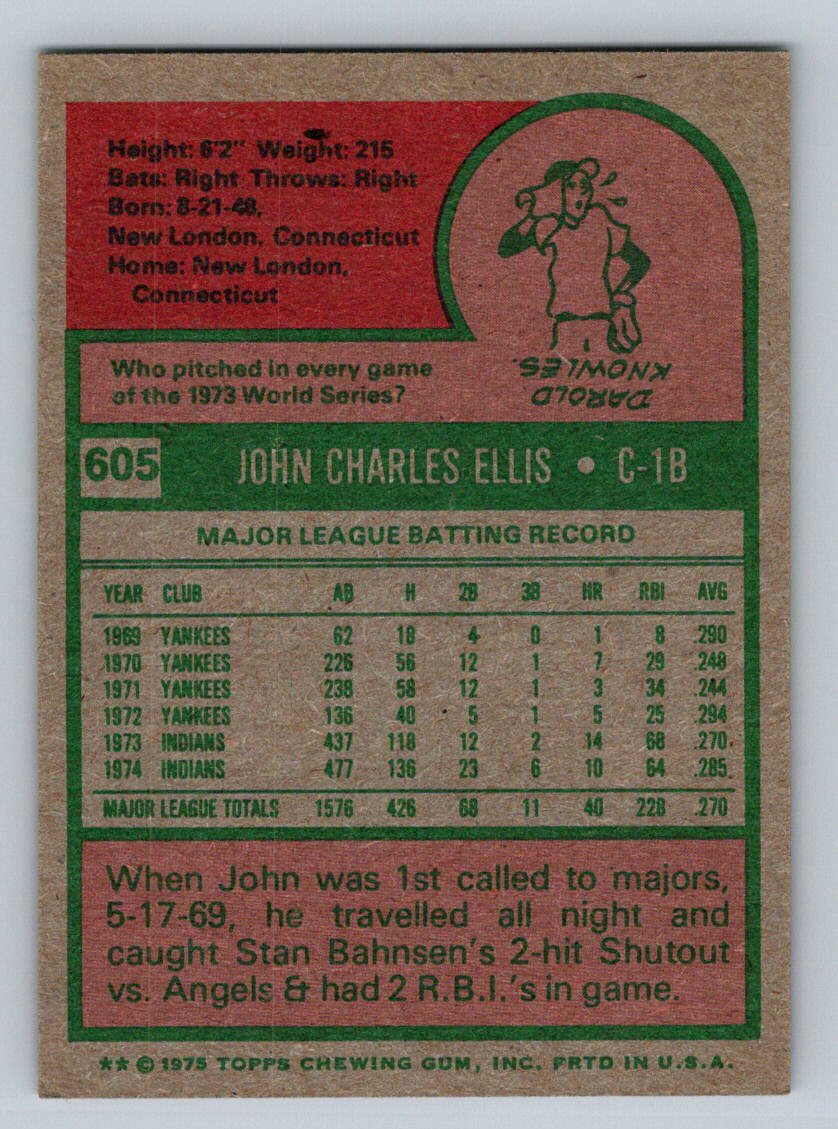 Height: 6'2" Weight: 215
Bats: Right Throws: Right
Born: 8-21-48,
New London, Connecticut
Home: New London,
Connecticut
Who pitched in every game
of the 1973 World Series?
DAROLD
KNOWLES.
605 JOHN CHARLES ELLIS • C-1B
MAJOR LEAGUE BATTING RECORD
YEAR CLUB AB H 2B 3B HR RBI AVG
1969 YANKEES 62 18 4 0 1 8 .290
1970 YANKEES 226 56 12 1 7 29 .248
1971 YANKEES 238 58 12 1 3 34 .244
1972 YANKEES 136 40 5 1 5 25 .294
1973 INDIANS 437 118 12 2 14 68 .270
1974 INDIANS 477 136 23 6 10 64 .285
MAJOR LEAGUE TOTALS 1576 426 68 11 40 228 .270
When John was 1st called to majors,
5-17-69, he travelled all night and
caught Stan Bahnsen's 2-hit Shutout
vs. Angels & had 2 R.B.I.'s in game.
** © 1975 TOPPS CHEWING GUM, INC. PRTD IN U.S.A.